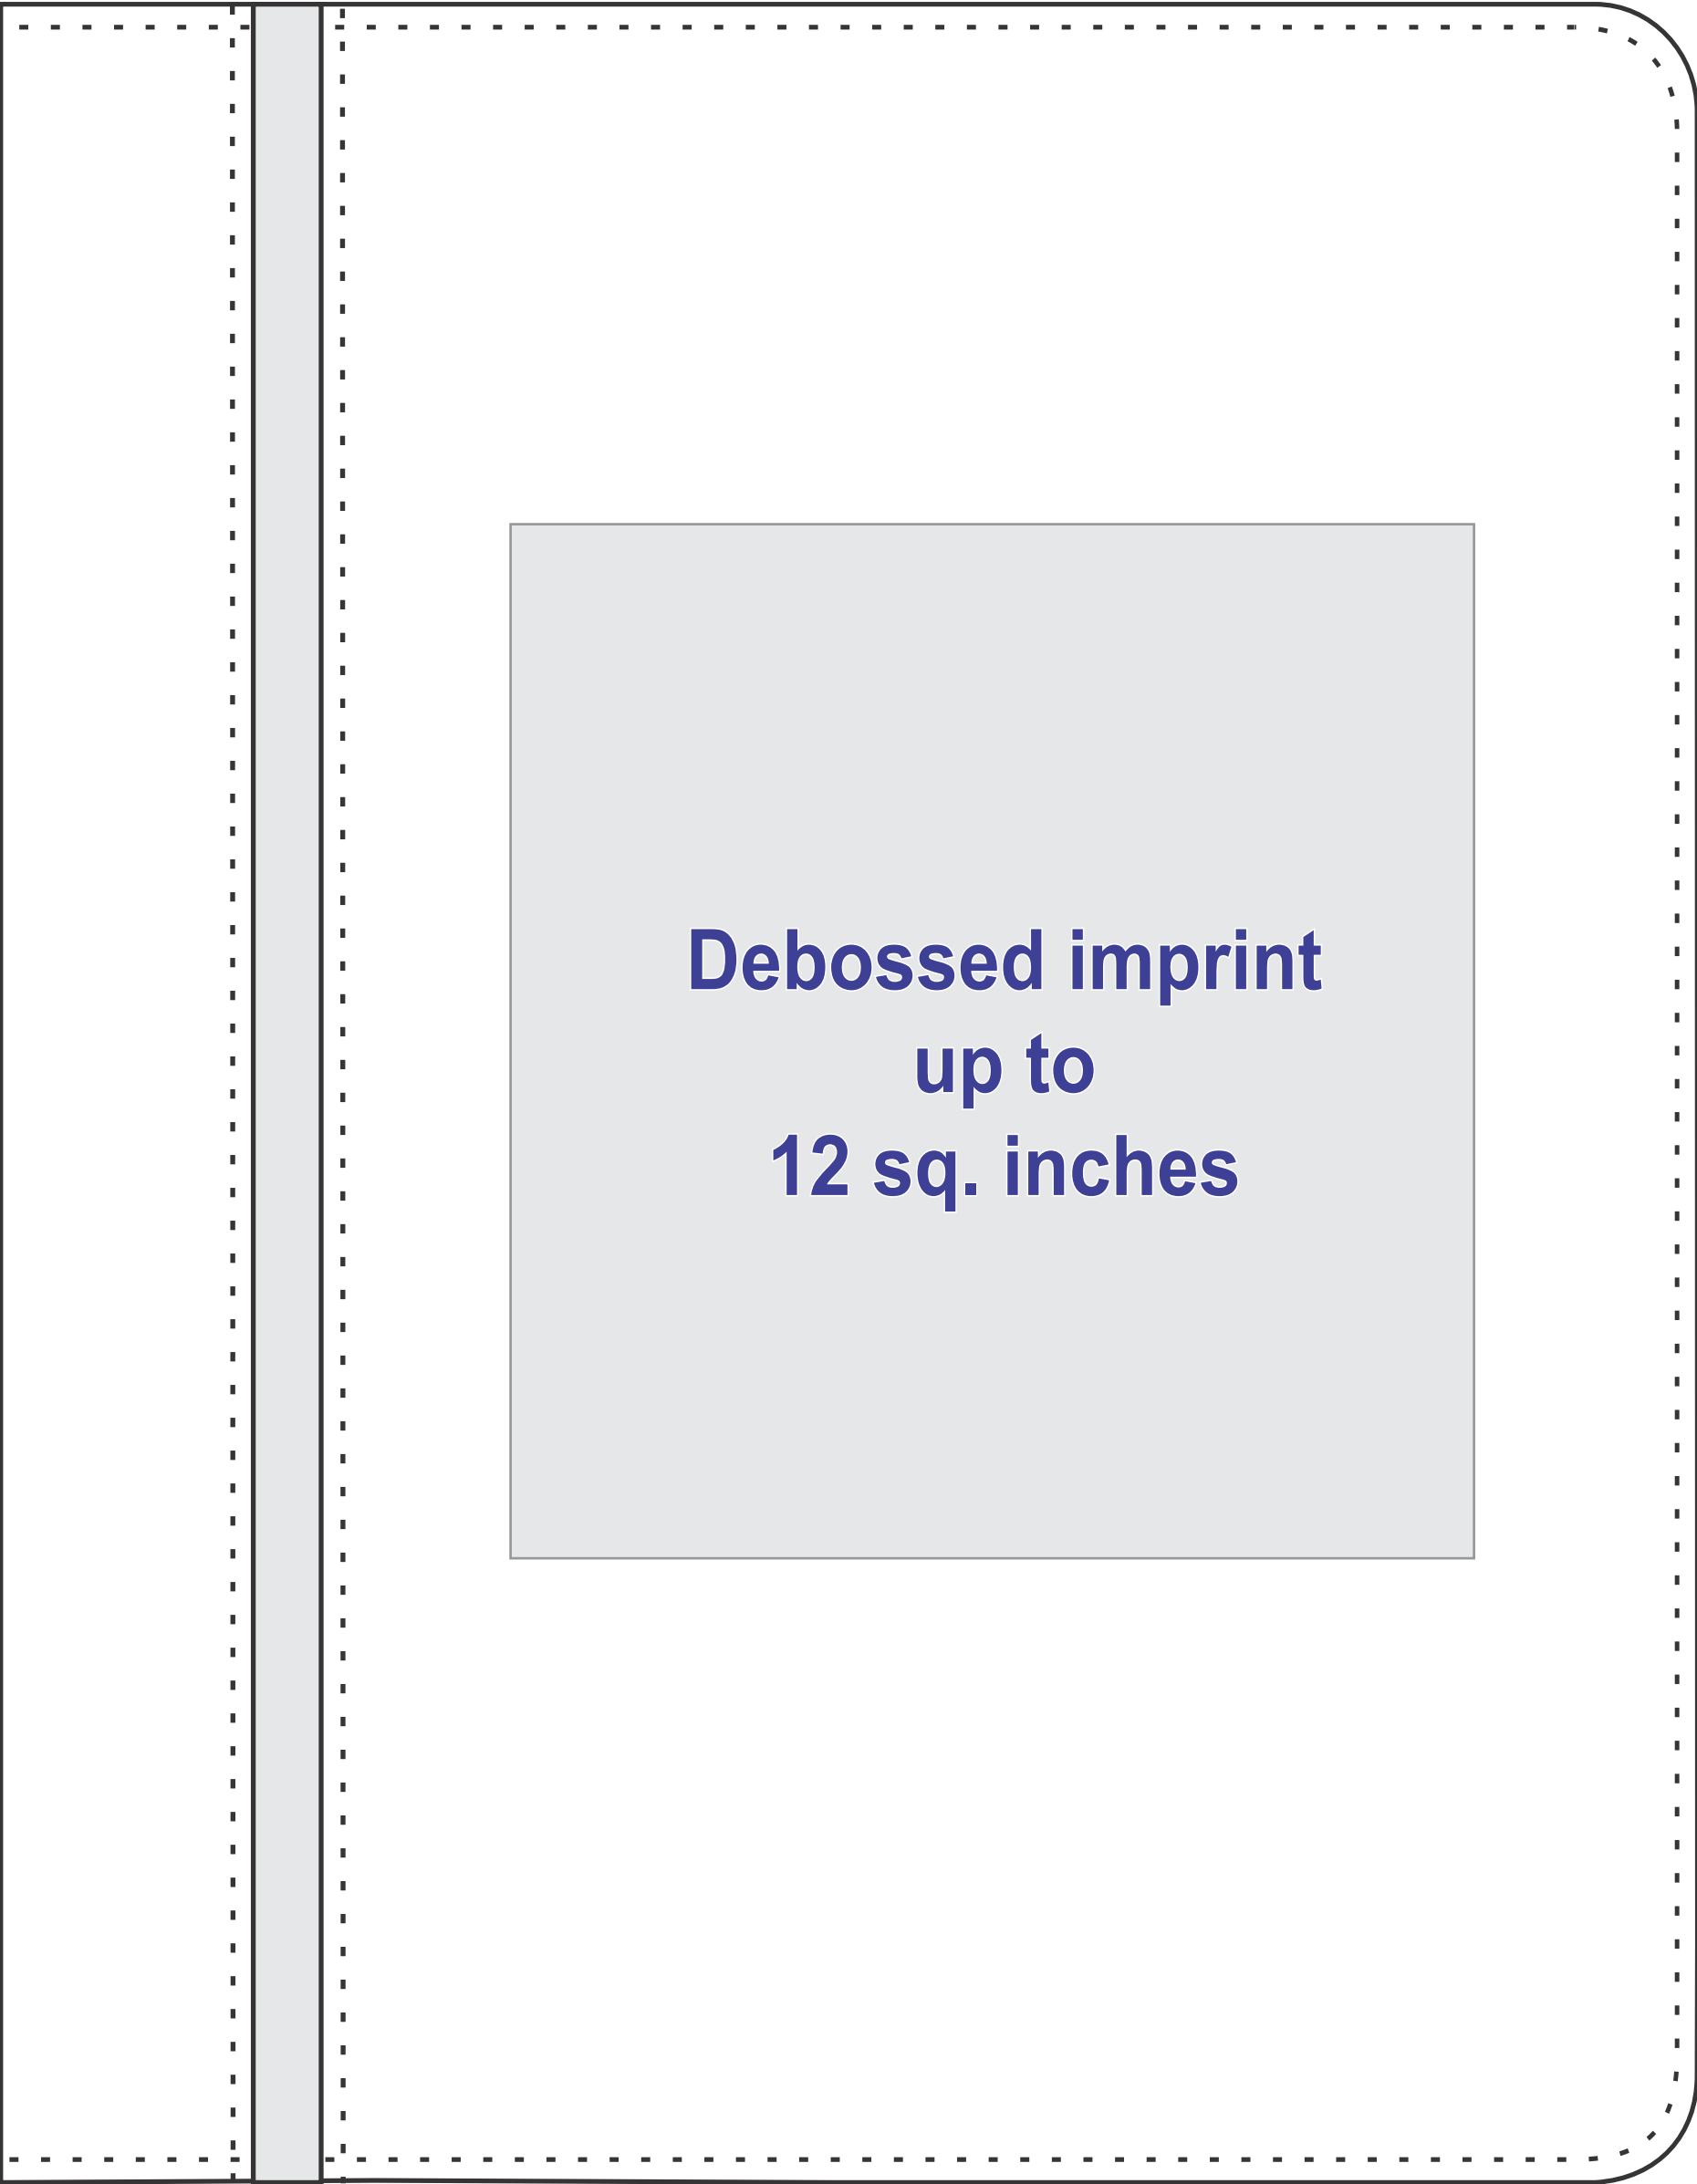 Debossed imprint
up to
12 sq. inches